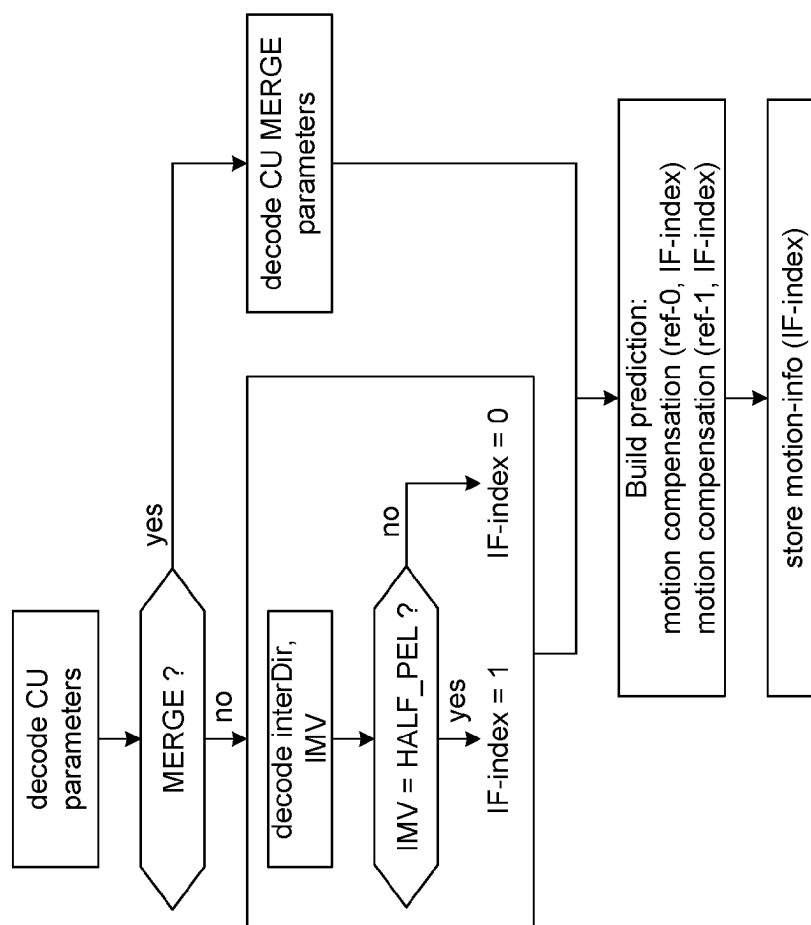 decode CU
parameters
MERGE ?
yes
no
decode CU MERGE
parameters
decode interDir,
IMV
IMV = HALF_PEL ?
no
yes
IF-index = 1
IF-index = 0
Build prediction:
motion compensation (ref-0, IF-index)
motion compensation (ref-1, IF-index)
store motion-info (IF-index)